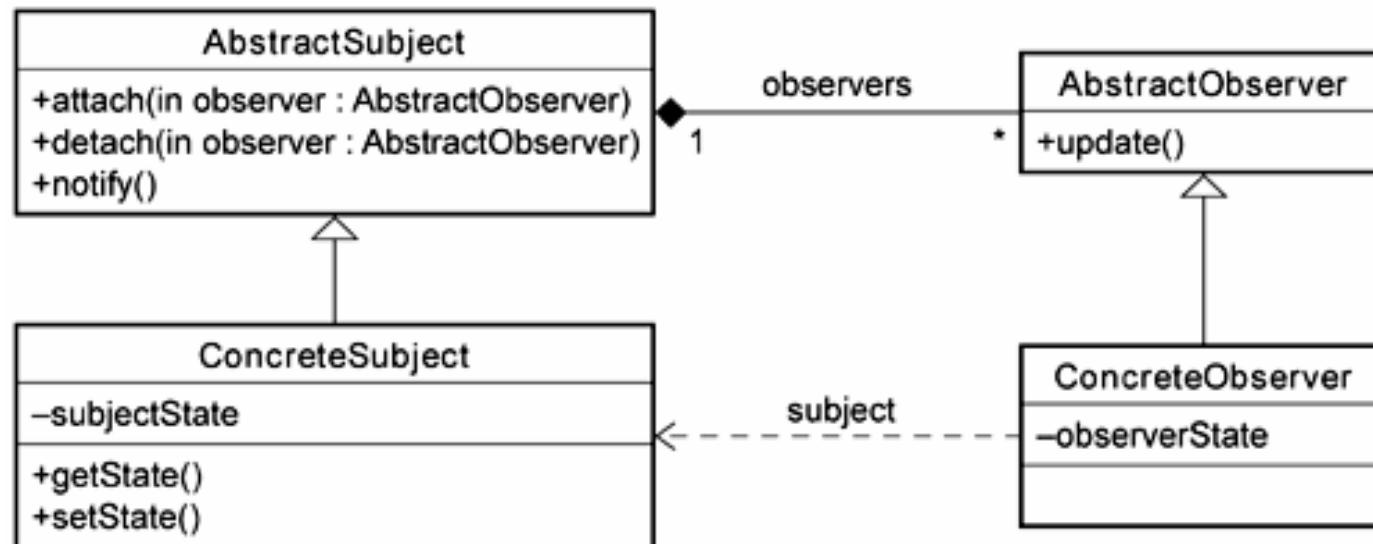 AbstractSubject
+attach(in observer : AbstractObserver)
+detach(in observer : AbstractObserver)
+notify()
observers
1
*
AbstractObserver
+update()
ConcreteSubject
–subjectState
+getState()
+setState()
subject
ConcreteObserver
–observerState